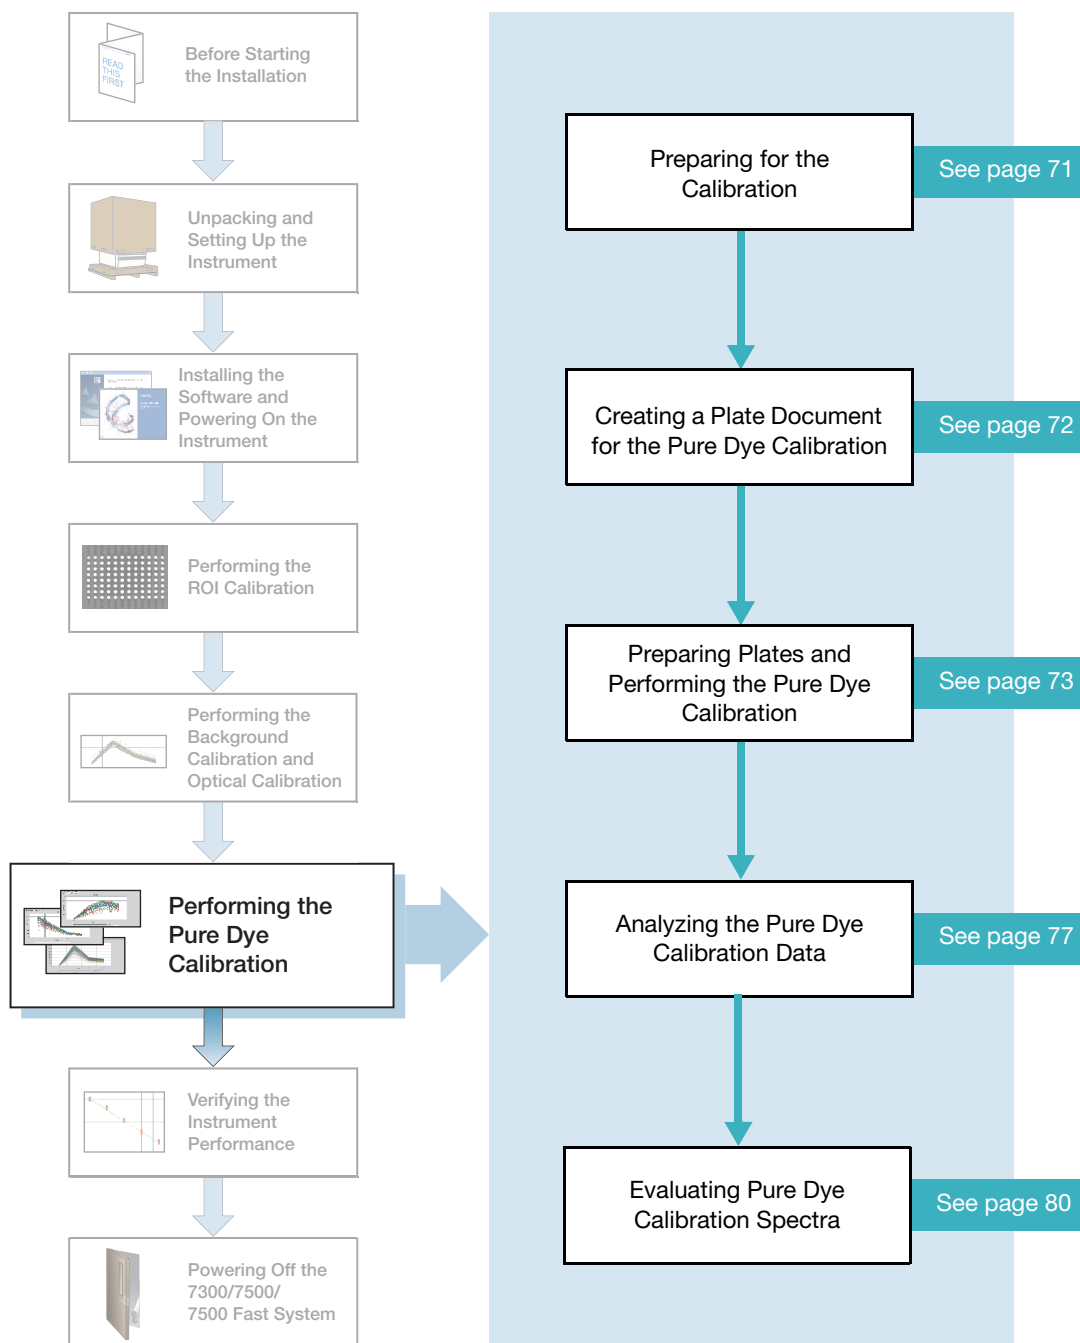 READ
THIS
FIRST
Before Starting
the Installation
Unpacking and
Setting Up the
Instrument
Installing the
Software and
Powering On the
Instrument
Performing the
ROI Calibration
Performing the
Background
Calibration and
Optical Calibration
Performing the
Pure Dye
Calibration
Verifying the
Instrument
Performance
Powering Off the
7300/7500/
7500 Fast System
Preparing for the
Calibration
See page 71
Creating a Plate Document
for the Pure Dye Calibration
See page 72
Preparing Plates and
Performing the Pure Dye
Calibration
See page 73
Analyzing the Pure Dye
Calibration Data
See page 77
Evaluating Pure Dye
Calibration Spectra
See page 80